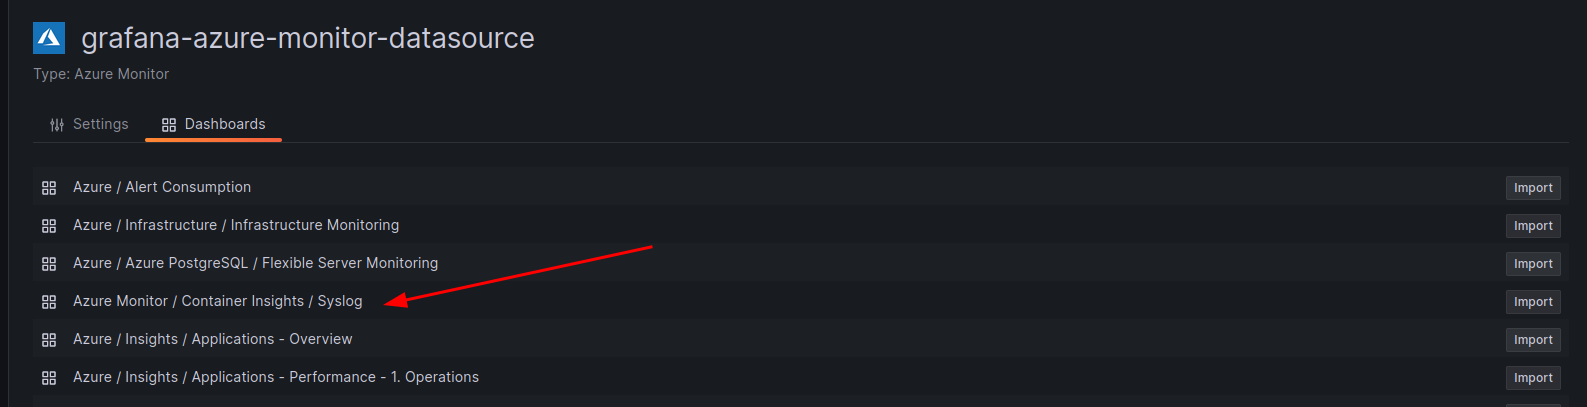 grafana-azure-monitor-datasource
Type: Azure Monitor
Settings Dashboards
Azure / Alert Consumption Import
Azure / Infrastructure / Infrastructure Monitoring Import
Azure / Azure PostgreSQL / Flexible Server Monitoring Import
Azure Monitor / Container Insights / Syslog Import
Azure / Insights / Applications - Overview Import
Azure / Insights / Applications - Performance - 1. Operations Import